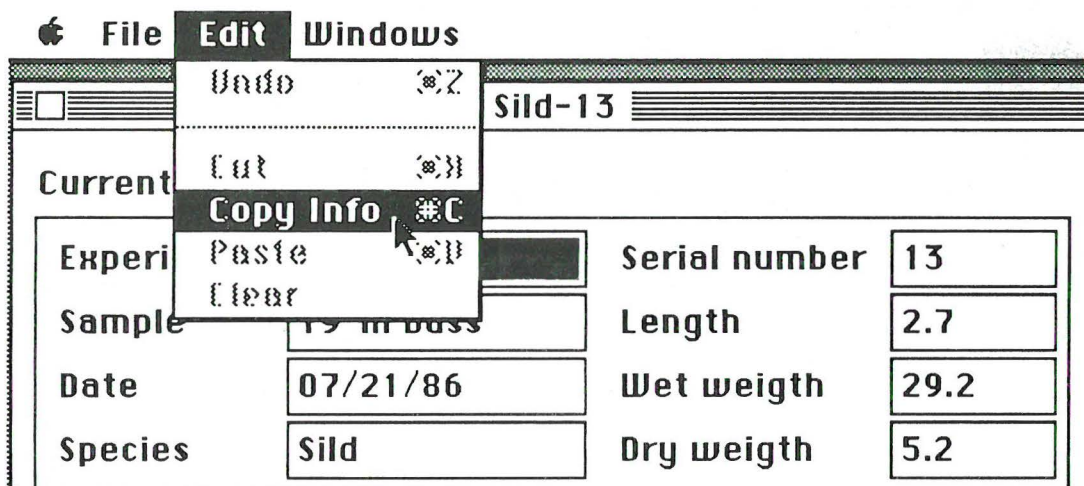 File Edit Windows
Undo ⌘Z
Sild-13
Cut ⌘X
Current
Copy Info ⌘C
Experi
Paste ⌘V
Serial number 13
Clear
Sample
Length 2.7
Date 07/21/86 Wet weigth 29.2
Species Sild Dry weigth 5.2